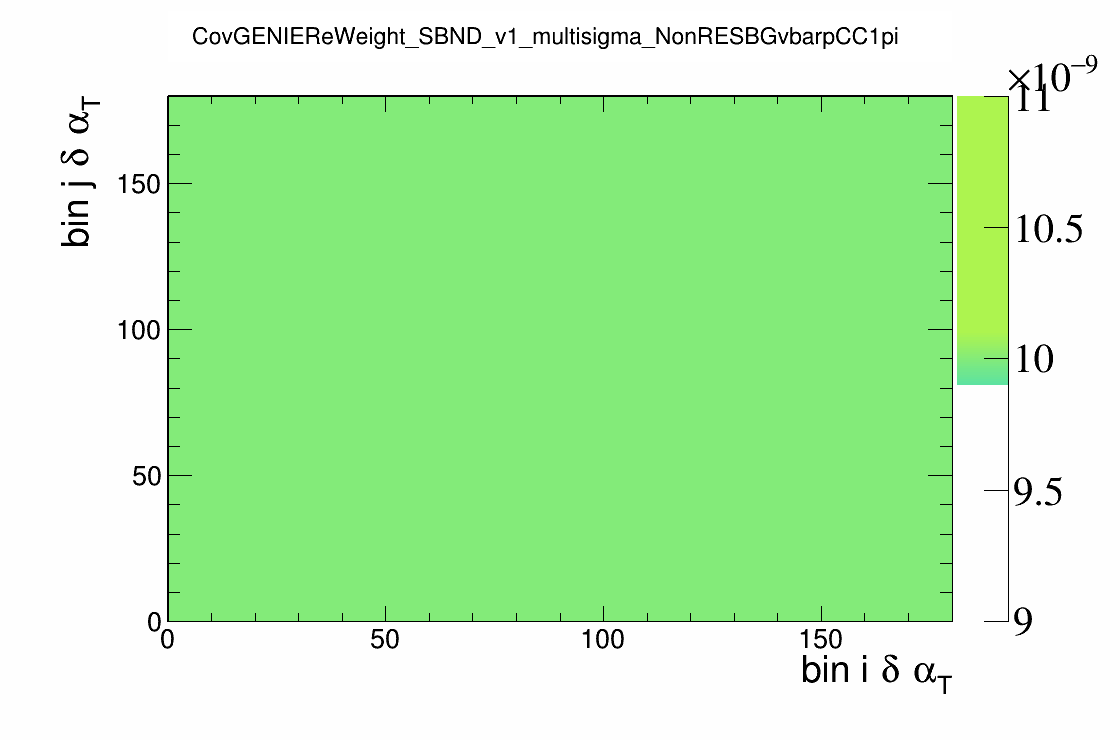 CovGENIEReWeight_SBND_v1_multisigma_NonRESBGvbarpCC1pi
×10⁻⁹
11
10.5
10
9.5
9
bin j δ α_T
150
100
50
0
0 50 100 150
bin i δ α_T